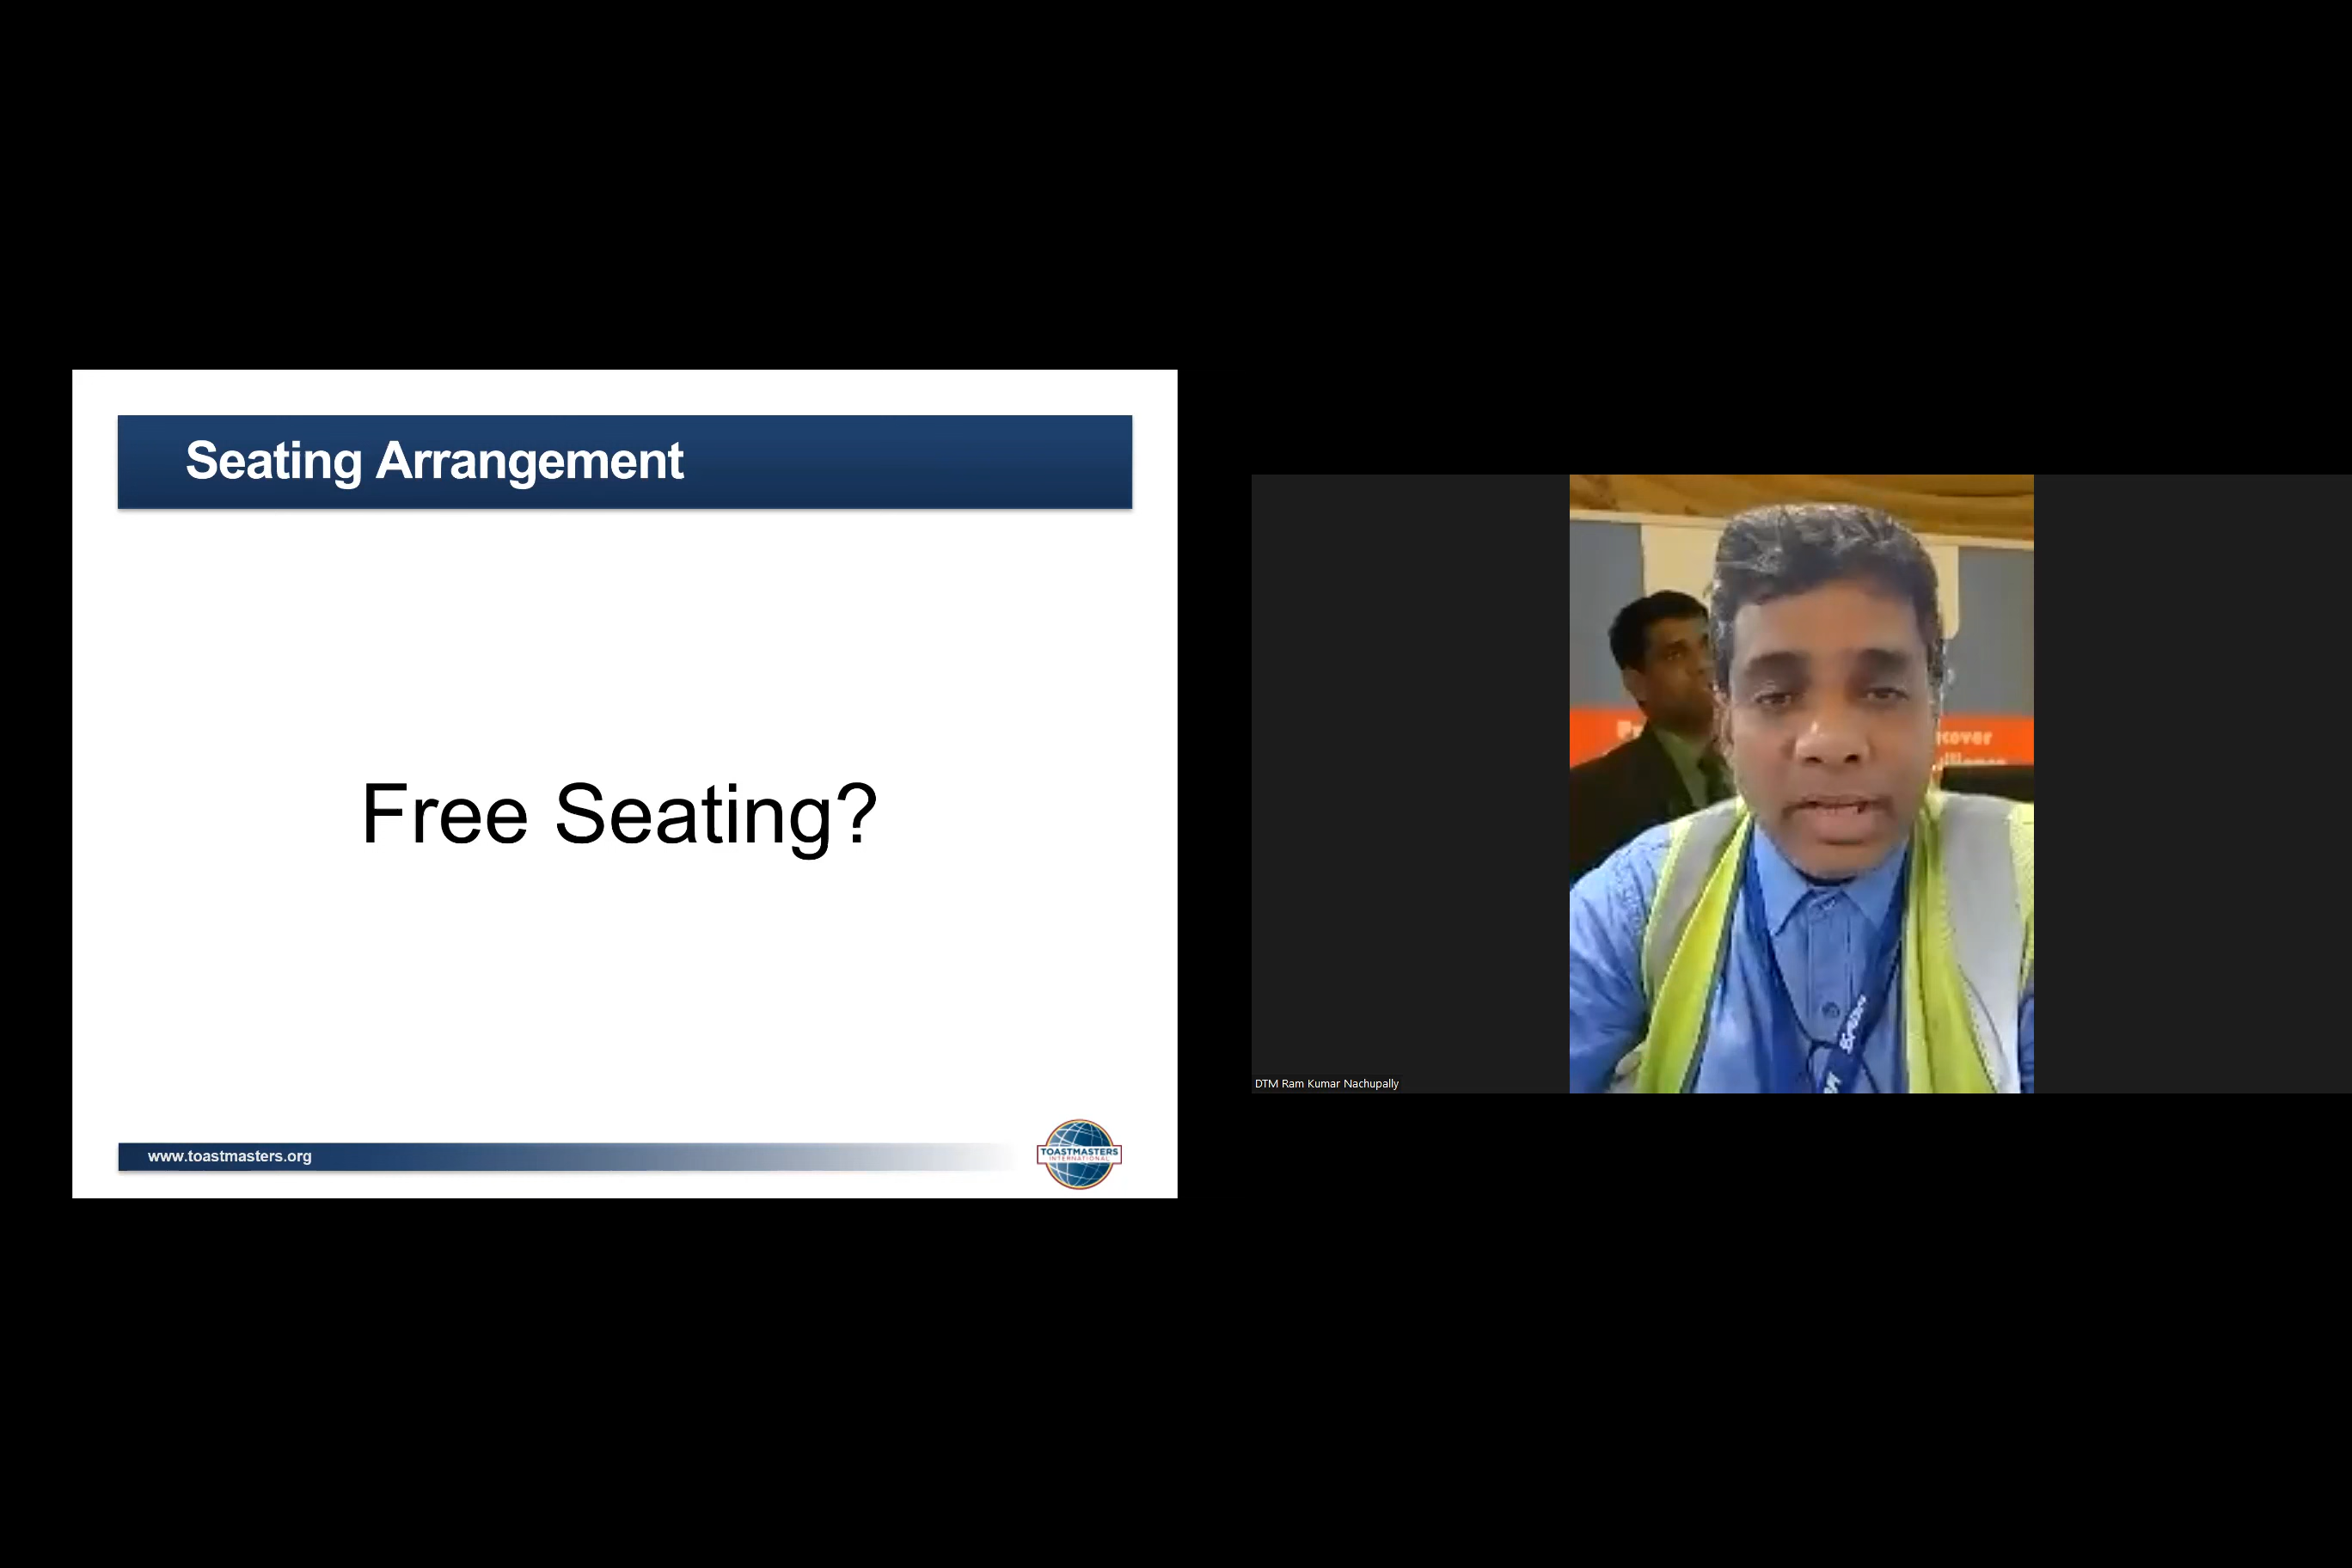 Seating Arrangement
Free Seating?
www.toastmasters.org
TOASTMASTERS
INTERNATIONAL
DTM Ram Kumar Nachupally